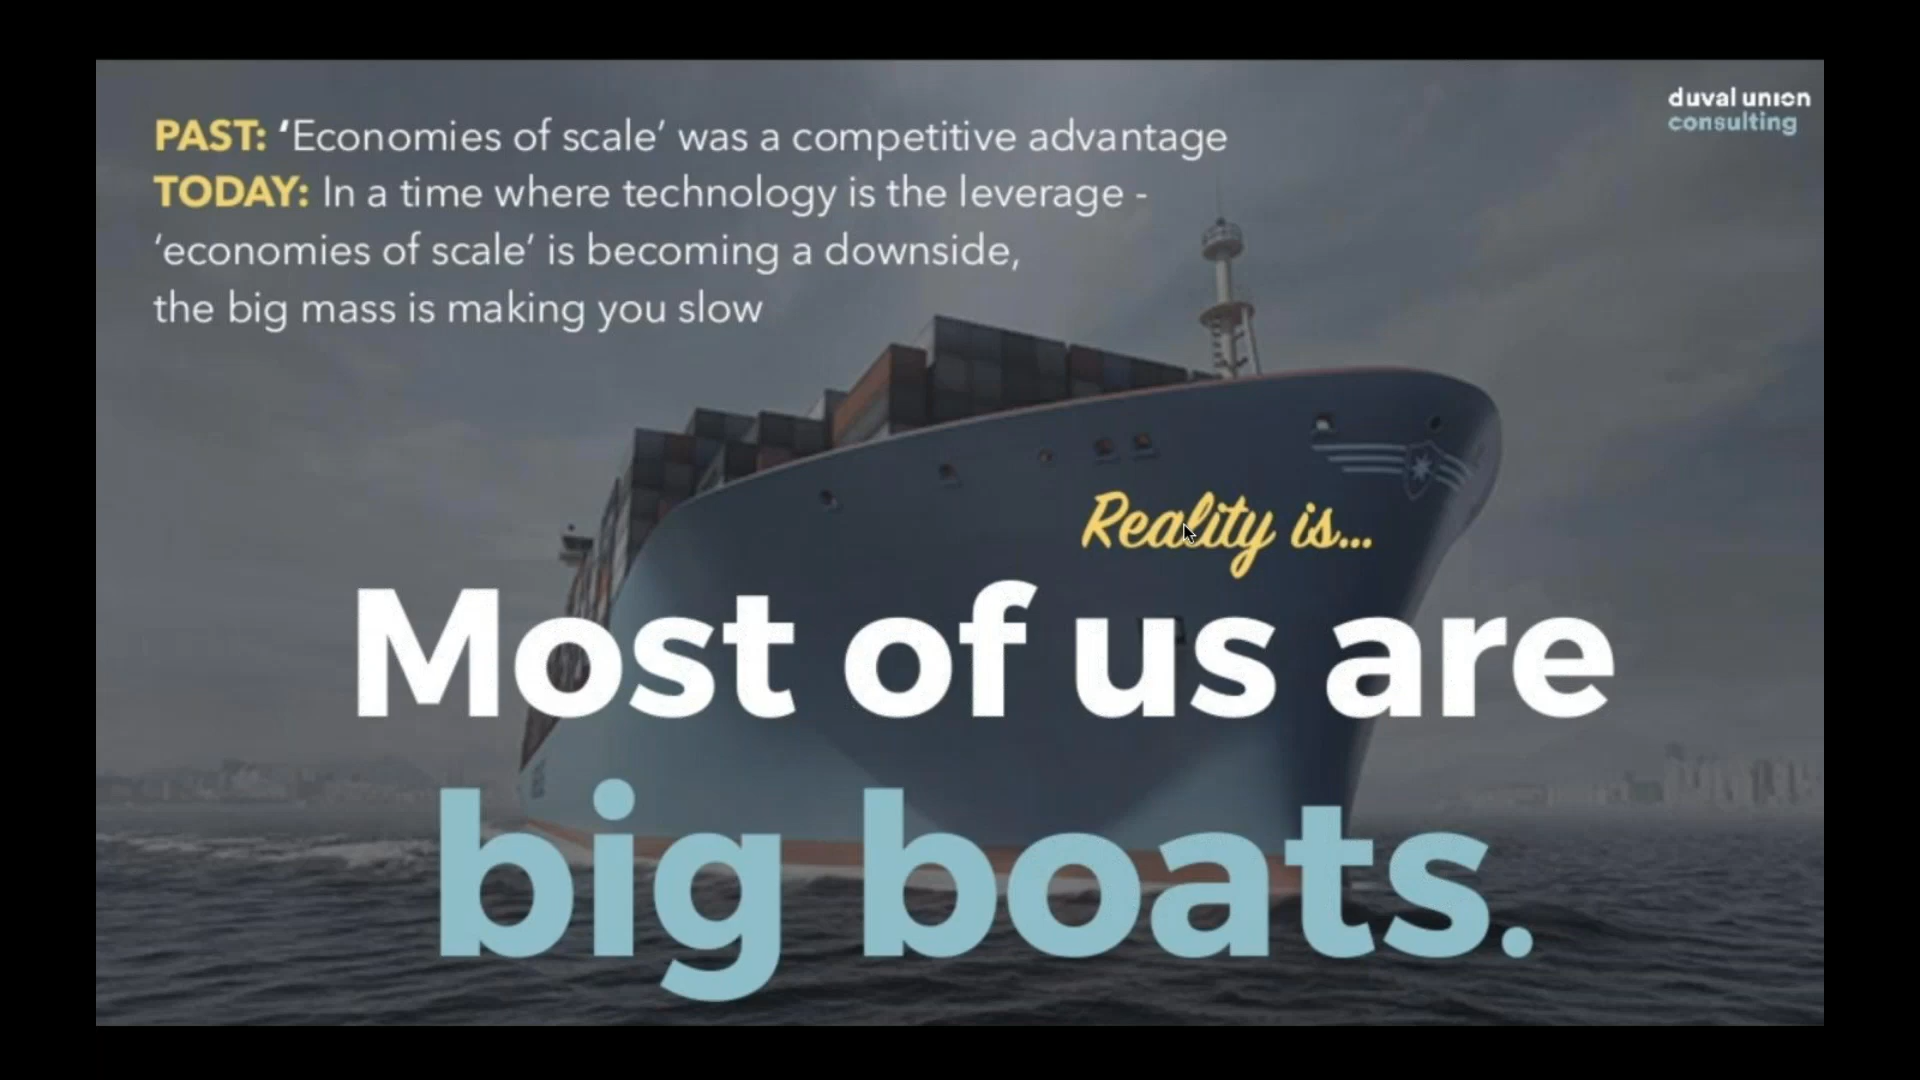 duval union
consulting
PAST: ‘Economies of scale’ was a competitive advantage
TODAY: In a time where technology is the leverage -
‘economies of scale’ is becoming a downside,
the big mass is making you slow
Reality is...
Most of us are
big boats.